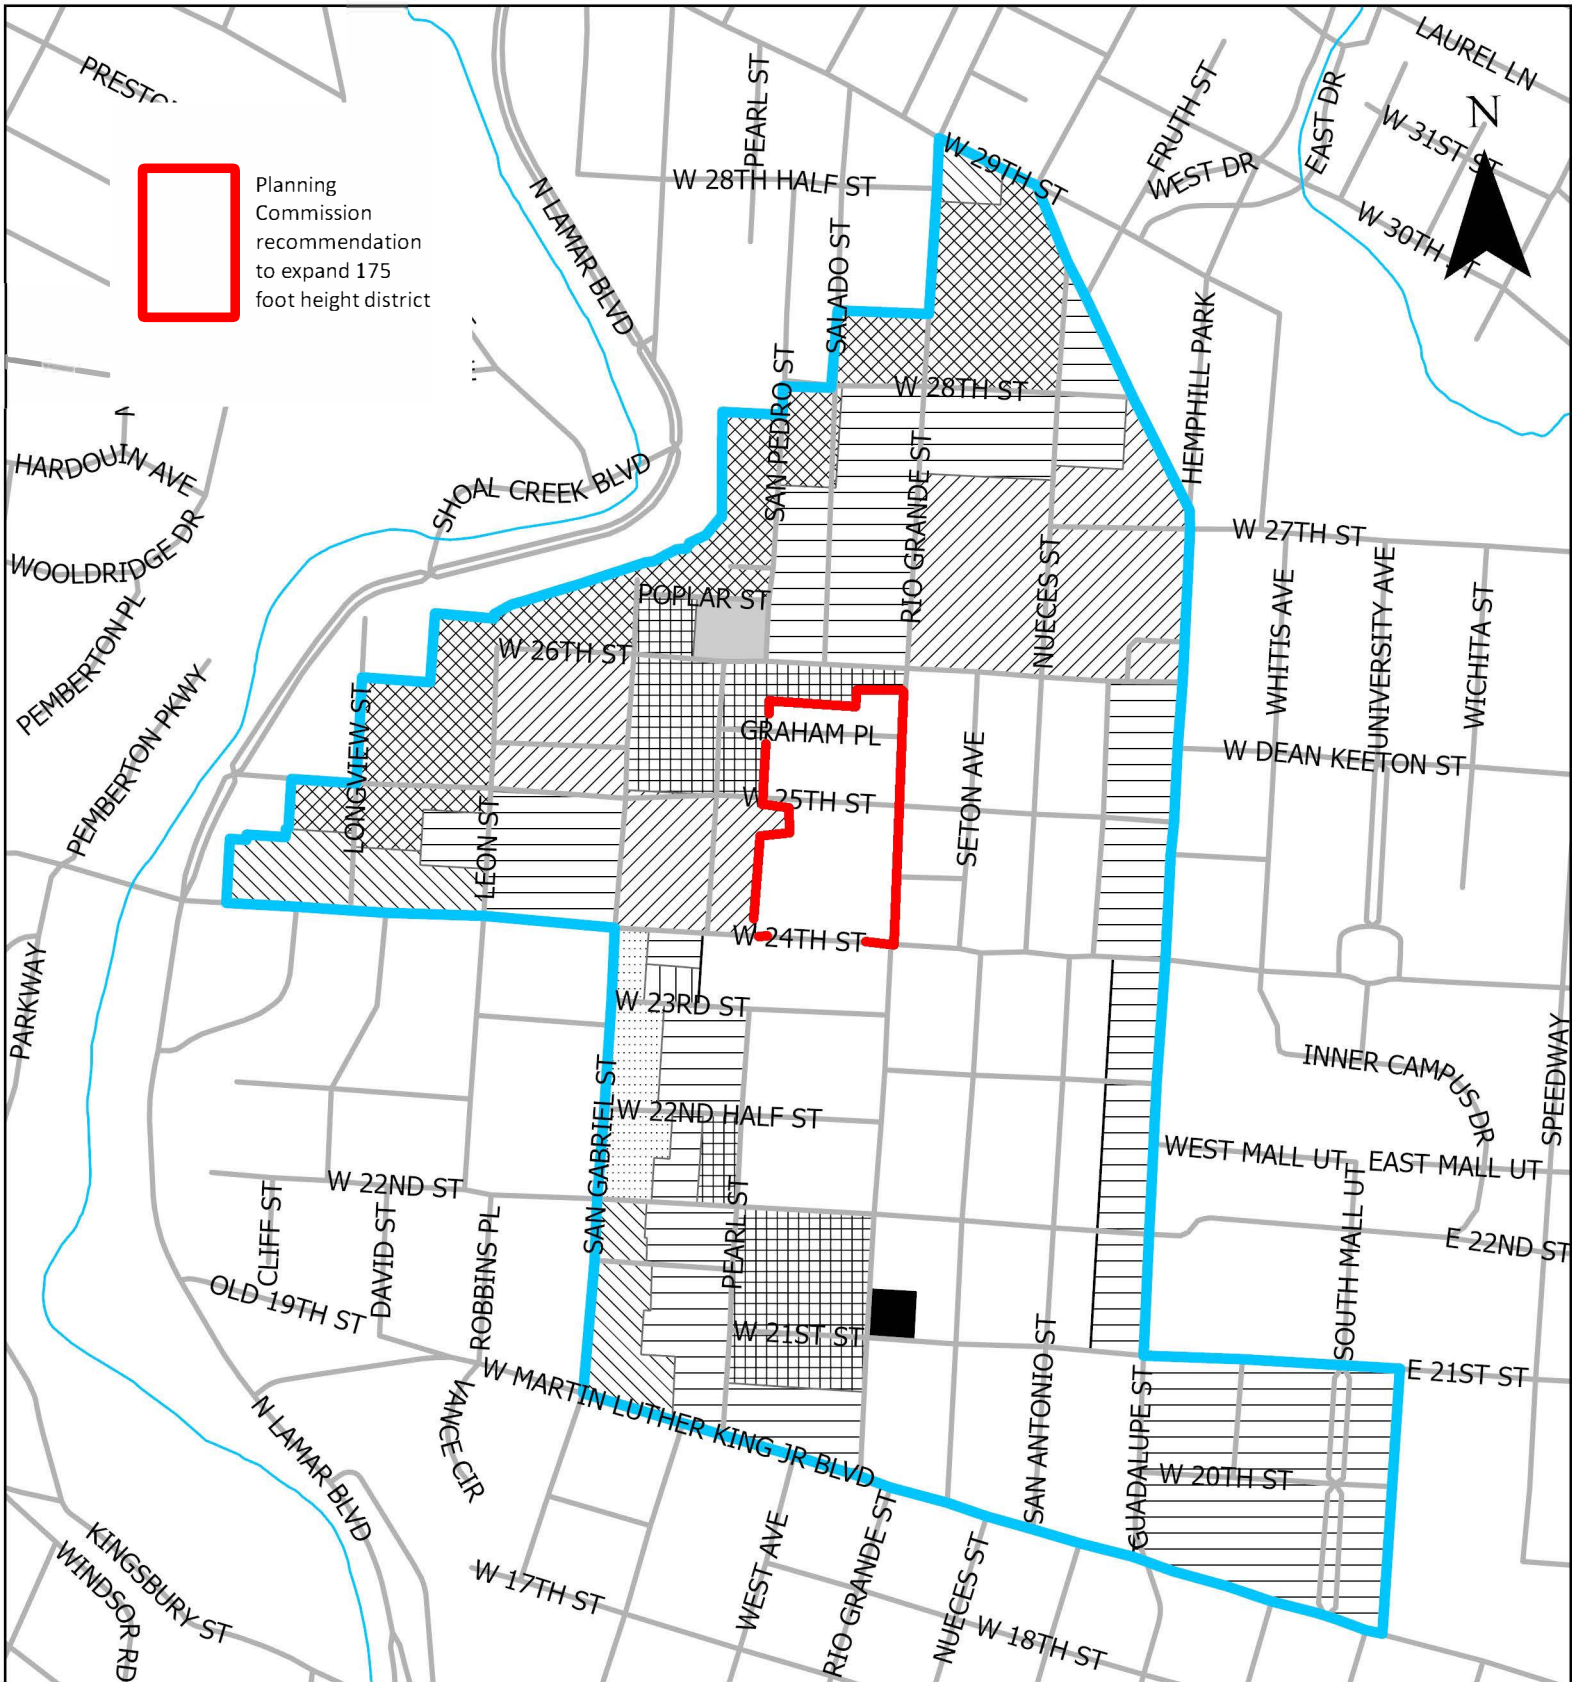 LAUREL LN
PRESTO
PEARL ST
FRUTH ST
EAST DR
N
W 31ST ST
W 29TH ST
WEST DR
W 28TH HALF ST
Planning
Commission
recommendation
to expand 175
foot height district
N LAMAR BLVD
W 30TH ST
SALADO ST
HEMPHILL PARK
SAN PEDRO ST
W 28TH ST
HARDOUIN AVE
SHOAL CREEK BLVD
RIO GRANDE ST
W 27TH ST
WOOLDRIDGE DR
NUECES ST
WHITIS AVE
UNIVERSITY AVE
WICHITA ST
PEMBERTON PL
POPLAR ST
W 26TH ST
PEMBERTON PKWY
LONGVIEW ST
GRAHAM PL
SETON AVE
W DEAN KEETON ST
W 25TH ST
LEON ST
W 24TH ST
PARKWAY
W 23RD ST
INNER CAMPUS DR
SPEEDWAY
SAN GABRIEL ST
W 22ND HALF ST
WEST MALL UT
EAST MALL UT
W 22ND ST
CLIFF ST
DAVID ST
ROBBINS PL
PEARL ST
SOUTH MALL UT
E 22ND ST
OLD 19TH ST
W 21ST ST
E 21ST ST
W MARTIN LUTHER KING JR BLVD
VANCE CIR
SAN ANTONIO ST
GUADALUPE ST
N LAMAR BLVD
W 20TH ST
KINGSBURY ST
WINDSOR RD
W 17TH ST
WEST AVE
RIO GRANDE ST
NUECES ST
W 18TH ST